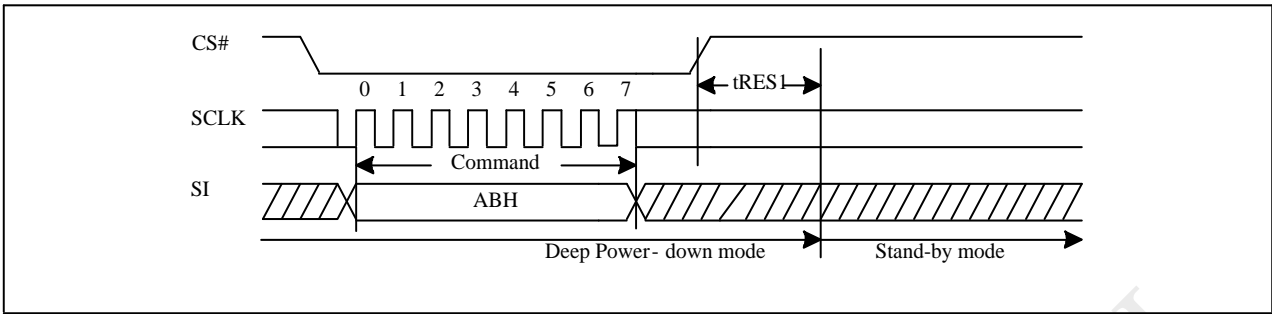 CS#
tRES1
0 1 2 3 4 5 6 7
SCLK
Command
SI
ABH
Deep Power- down mode Stand-by mode